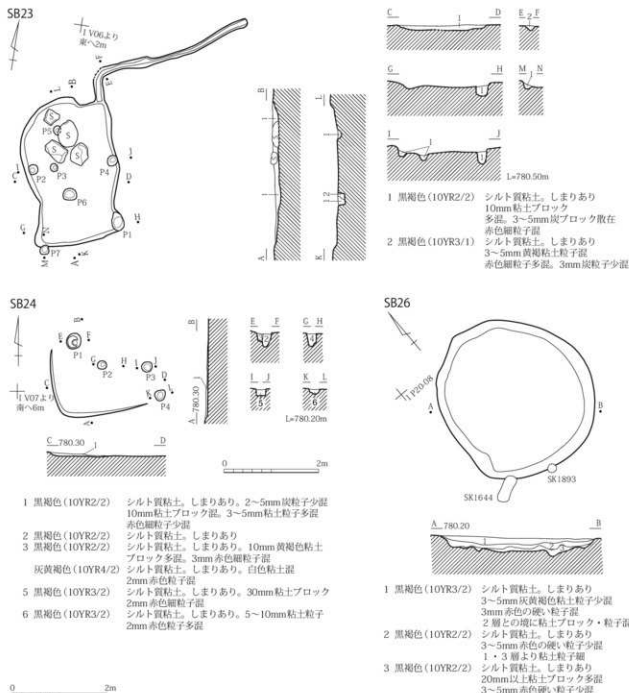 SB23
I V06より
東へ2m
B
L
S
P5
S
S
S
I
C
P2
P3
P4
J
D
P6
G
N
P1
H
P7
M
A
K
B
L
1
1
1
2
A
K
C
1
D
E
2
F
G
H
1
M
1
N
I
1
J
1
L=780.50m
1 黒褐色(10YR2/2) シルト質粘土。しまりあり
10mm粘土ブロック
多混。3～5mm炭ブロック散在
赤色細粒子混
2 黒褐色(10YR3/1) シルト質粘土。しまりあり
3～5mm黄褐粘土粒子混
赤色細粒子多混。3mm炭粒子少混
SB24
B
E
F
P1
G
P2
H
I
P3
J
D
K
L
P4
C
A
I V07より
南へ6m
B
1
A 780.30
E
F
2
G
H
4
I
J
5
K
L
6
L=780.20m
C 780.30
1
D
0
2m
1 黒褐色(10YR2/2) シルト質粘土。しまりあり。2～5mm炭粒子少混
10mm粘土ブロック混。3～5mm粘土粒子多混
赤色細粒子少混
2 黒褐色(10YR2/2) シルト質粘土。しまりあり
3 黒褐色(10YR2/2) シルト質粘土。しまりあり。10mm黄褐色粘土
ブロック多混。3mm赤色細粒子混
灰黄褐色(10YR4/2) シルト質粘土。しまりあり。白色粘土混
2mm赤色粒子混
5 黒褐色(10YR3/2) シルト質粘土。しまりあり。30mm粘土ブロック
2mm赤色細粒子混
6 黒褐色(10YR3/2) シルト質粘土。しまりあり。5～10mm粘土粒子
2mm赤色粒子多混
0
2m
SB26
I P20-08
A
B
SK1893
SK1644
A 780.20
B
1
2
1 黒褐色(10YR3/2) シルト質粘土。しまりあり
3～5mm灰黄褐色粘土粒子少混
3mm赤色の硬い粒子混
2層との境に粘土ブロック・粒子混
2 黒褐色(10YR2/2) シルト質粘土。しまりあり
3～5mm赤色の硬い粒子少混
1・3層より粘土粒子細
3 黒褐色(10YR2/2) シルト質粘土。しまりあり
20mm以上粘土ブロック多混
3～5mm赤色硬い粒子少混